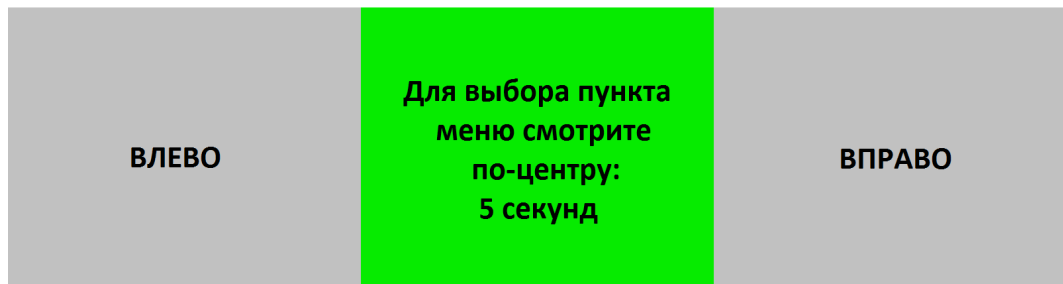 ВЛЕВО
Для выбора пункта
меню смотрите
по-центру:
5 секунд
ВПРАВО